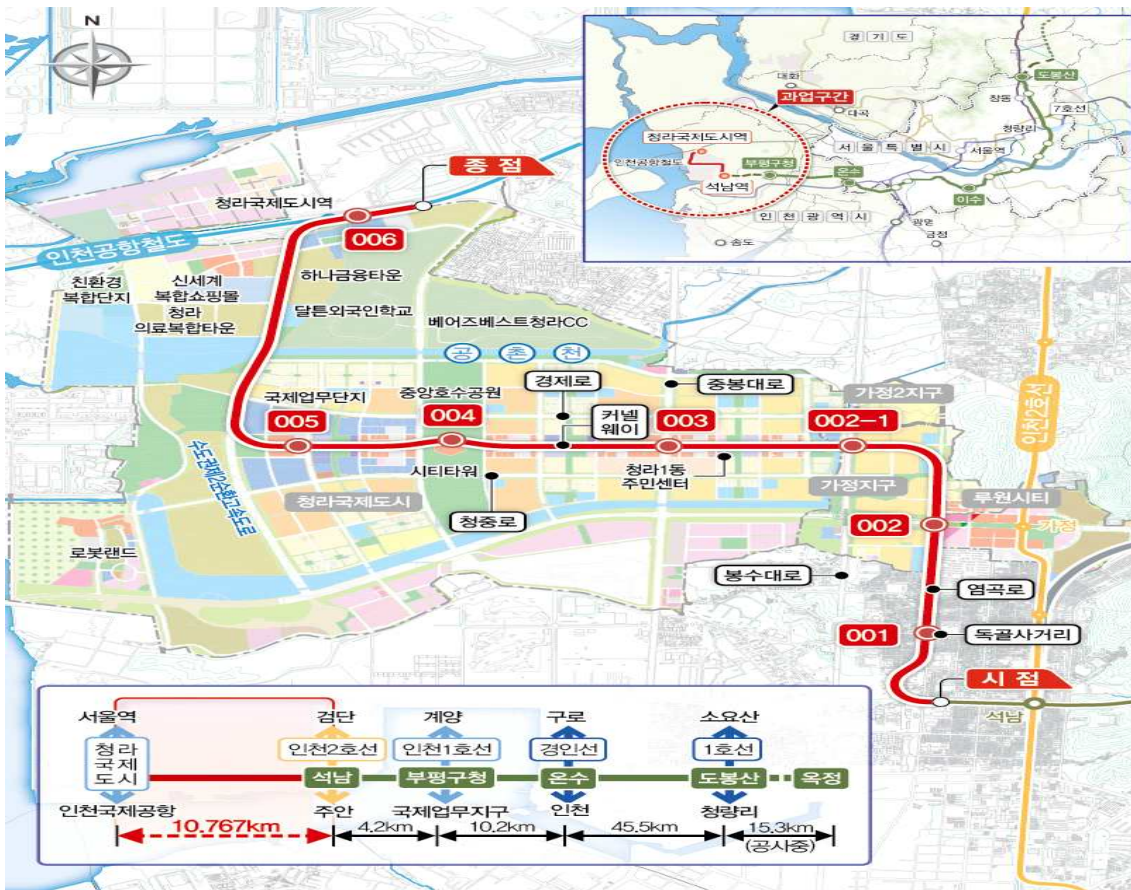 N
경기도
대화
대곡
과업구간
도봉산
창동
7호선
청량리
청라국제도시역
서울특별시
서울역
인천공항철도
부평구청
온수
석남역
이수
인천광역시
광명
금정
송도
종점
청라국제도시역
006
인천공항철도
친환경
복합단지
신세계
복합쇼핑몰
청라
의료복합타운
하나금융타운
달튼외국인학교
베어즈베스트청라CC
공촌천
국제업무단지
중앙호수공원
경제로
중봉대로
가정2지구
인천2호선
005
004
커넬
웨이
003
002-1
시티타워
청라1동
주민센터
수도권제2순환고속도로
청라국제도시
청중로
가정지구
루원시티
002
가정
로봇랜드
봉수대로
염곡로
001
독골사거리
시점
석남
서울역
검단
계양
구로
소요산
청라
국제
도시
인천2호선
인천1호선
경인선
1호선
석남
부평구청
온수
도봉산
옥정
인천국제공항
주안
국제업무지구
인천
청량리
10.767km
4.2km
10.2km
45.5km
15.3km
(공사중)